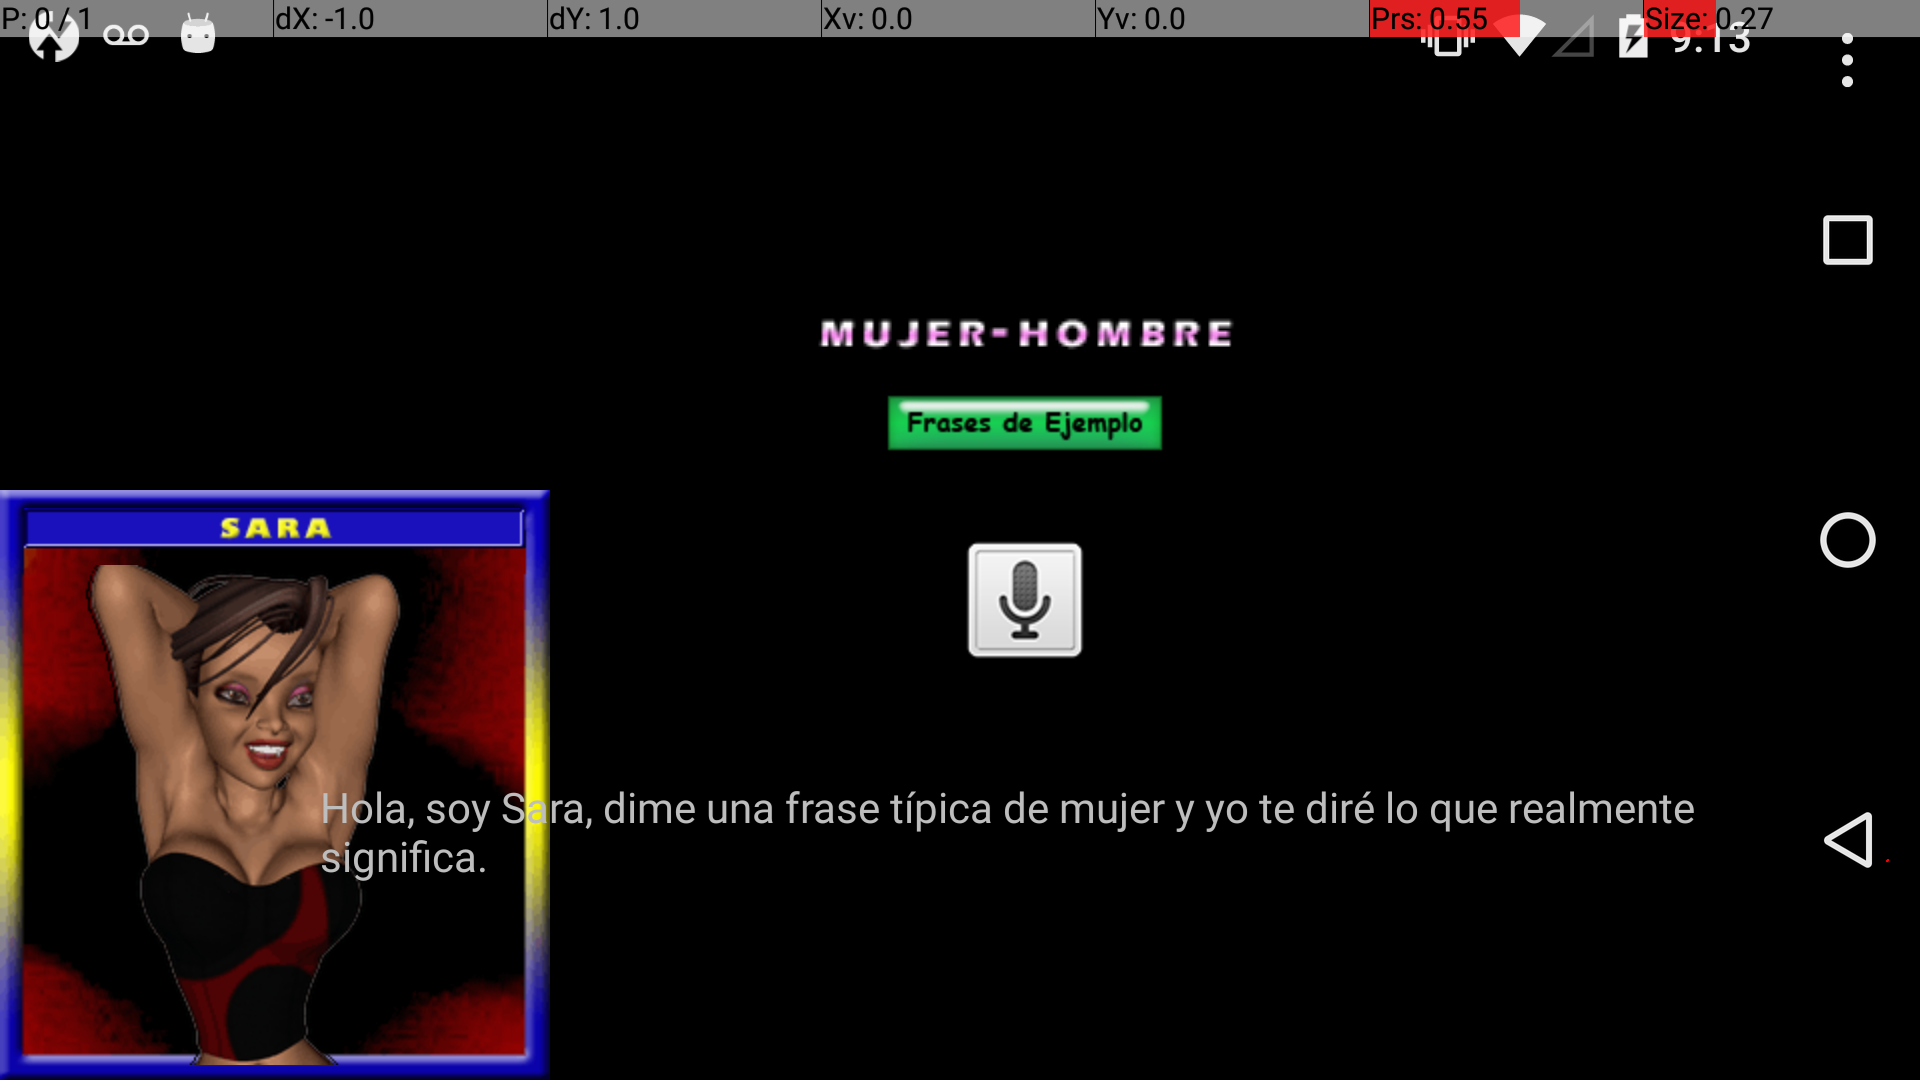 P: 0 / 1 dX: -1.0 dY: 1.0 Xv: 0.0 Yv: 0.0 Prs: 0.55 Size: 0.27
9:13
MUJER-HOMBRE
Frases de Ejemplo
SARA
Hola, soy Sara, dime una frase típica de mujer y yo te diré lo que realmente
significa.